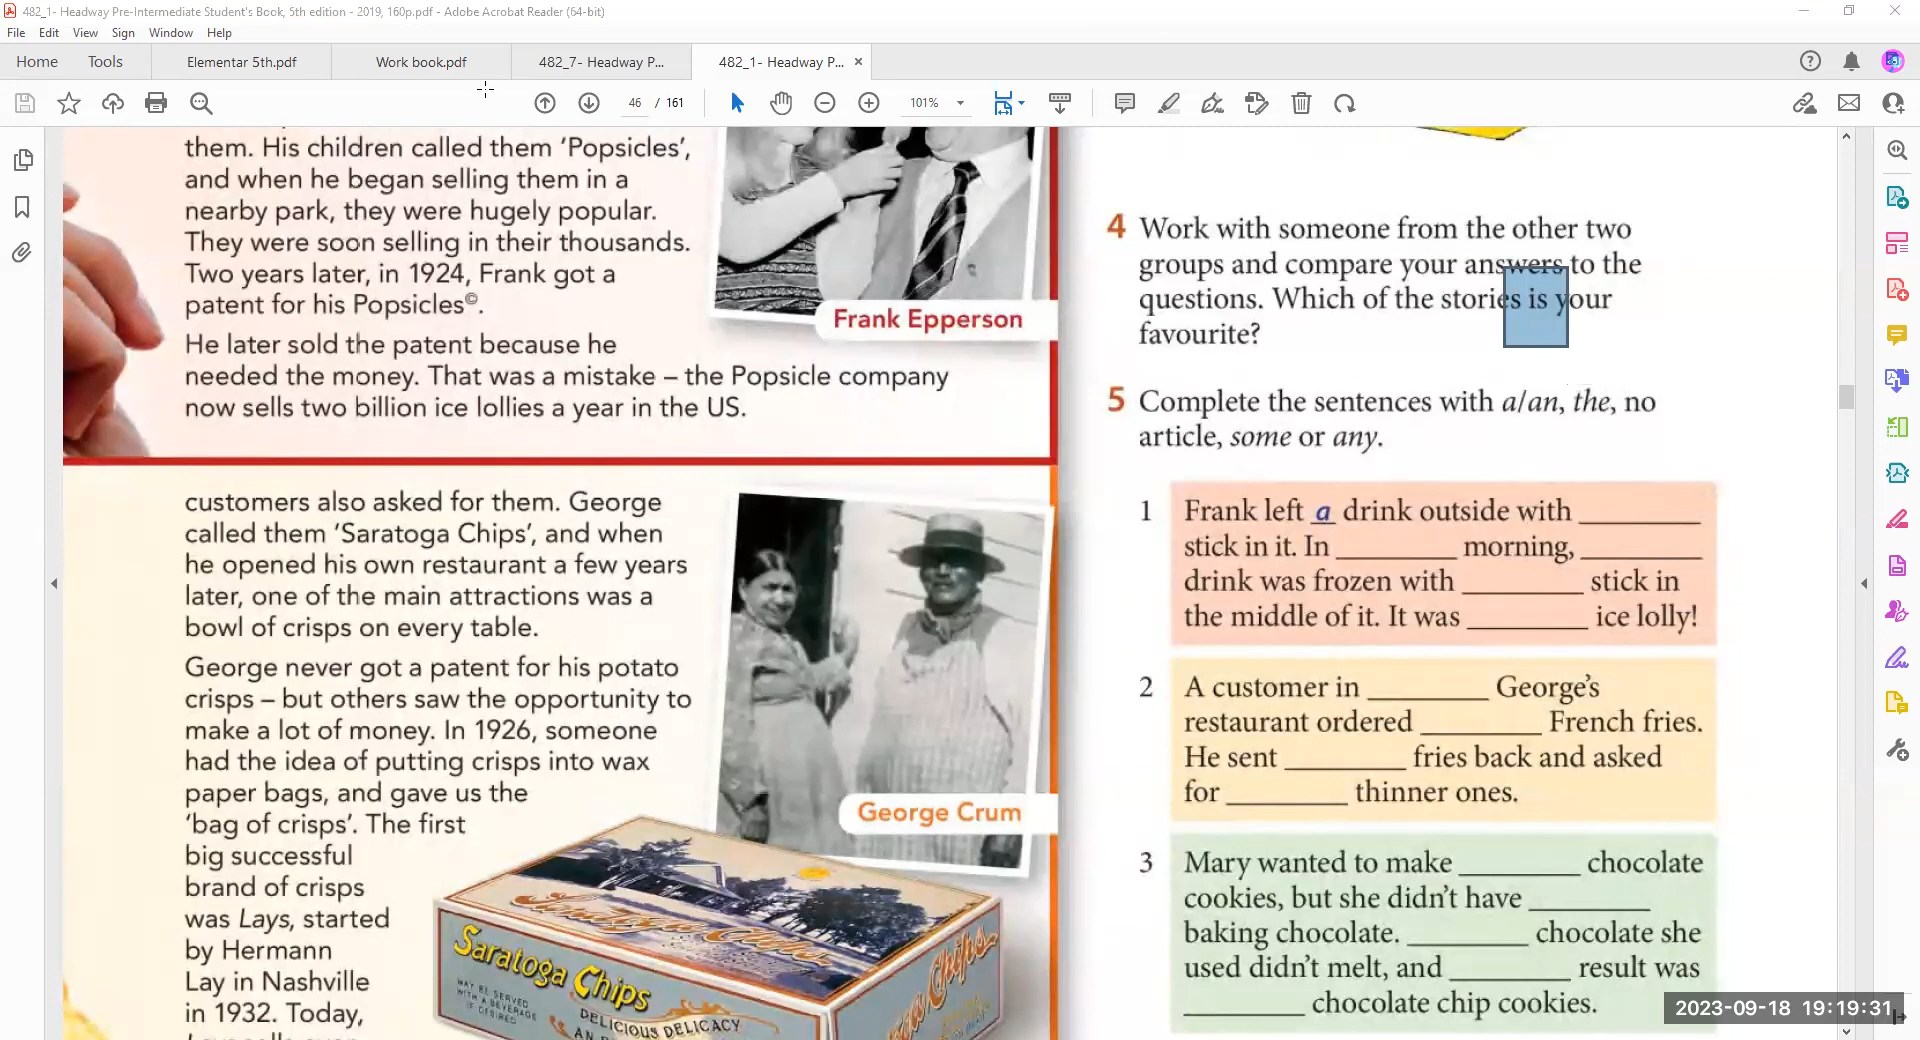 482_1- Headway Pre-Intermediate Student's Book, 5th edition - 2019, 160p.pdf - Adobe Acrobat Reader (64-bit)
File Edit View Sign Window Help
Home Tools Elementar 5th.pdf Work book.pdf 482_7- Headway P... 482_1- Headway P...
46 / 161 101%
them. His children called them ‘Popsicles’,
and when he began selling them in a
nearby park, they were hugely popular.
They were soon selling in their thousands.
Two years later, in 1924, Frank got a
patent for his Popsicles©.
Frank Epperson
He later sold the patent because he
needed the money. That was a mistake – the Popsicle company
now sells two billion ice lollies a year in the US.
customers also asked for them. George
called them ‘Saratoga Chips’, and when
he opened his own restaurant a few years
later, one of the main attractions was a
bowl of crisps on every table.
George never got a patent for his potato
crisps – but others saw the opportunity to
make a lot of money. In 1926, someone
had the idea of putting crisps into wax
paper bags, and gave us the
‘bag of crisps’. The first
big successful
brand of crisps
was Lays, started
by Hermann
Lay in Nashville
in 1932. Today,
George Crum
Saratoga Chips
Saratoga Chips
MAY BE SERVED
WITH A BEVERAGE
IF DESIRED
DELICIOUS DELICACY
4 Work with someone from the other two
groups and compare your answers to the
questions. Which of the stories is your
favourite?
5 Complete the sentences with a/an, the, no
article, some or any.
1 Frank left a drink outside with ________
stick in it. In ________ morning, ________
drink was frozen with ________ stick in
the middle of it. It was ________ ice lolly!
2 A customer in ________ George’s
restaurant ordered ________ French fries.
He sent ________ fries back and asked
for ________ thinner ones.
3 Mary wanted to make ________ chocolate
cookies, but she didn’t have ________
baking chocolate. ________ chocolate she
used didn’t melt, and ________ result was
________ chocolate chip cookies.
2023-09-18 19:19:31